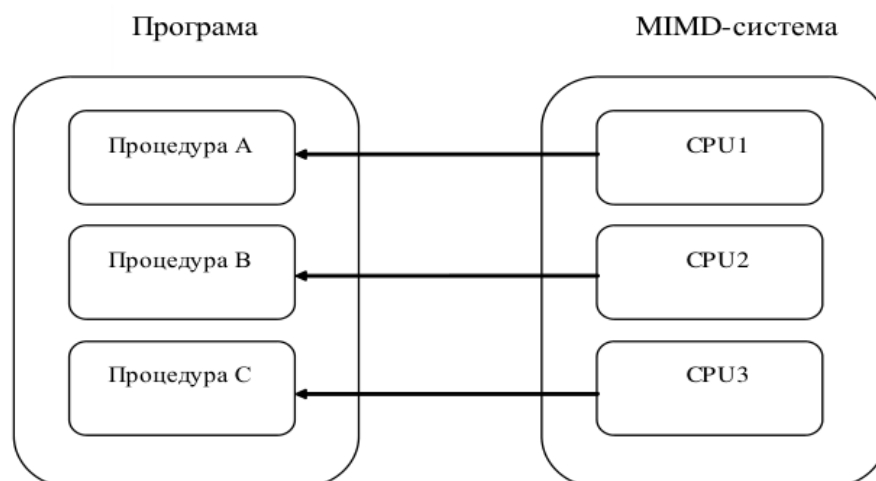 Програма
MIMD-система
Процедура А
CPU1
Процедура В
CPU2
Процедура С
CPU3